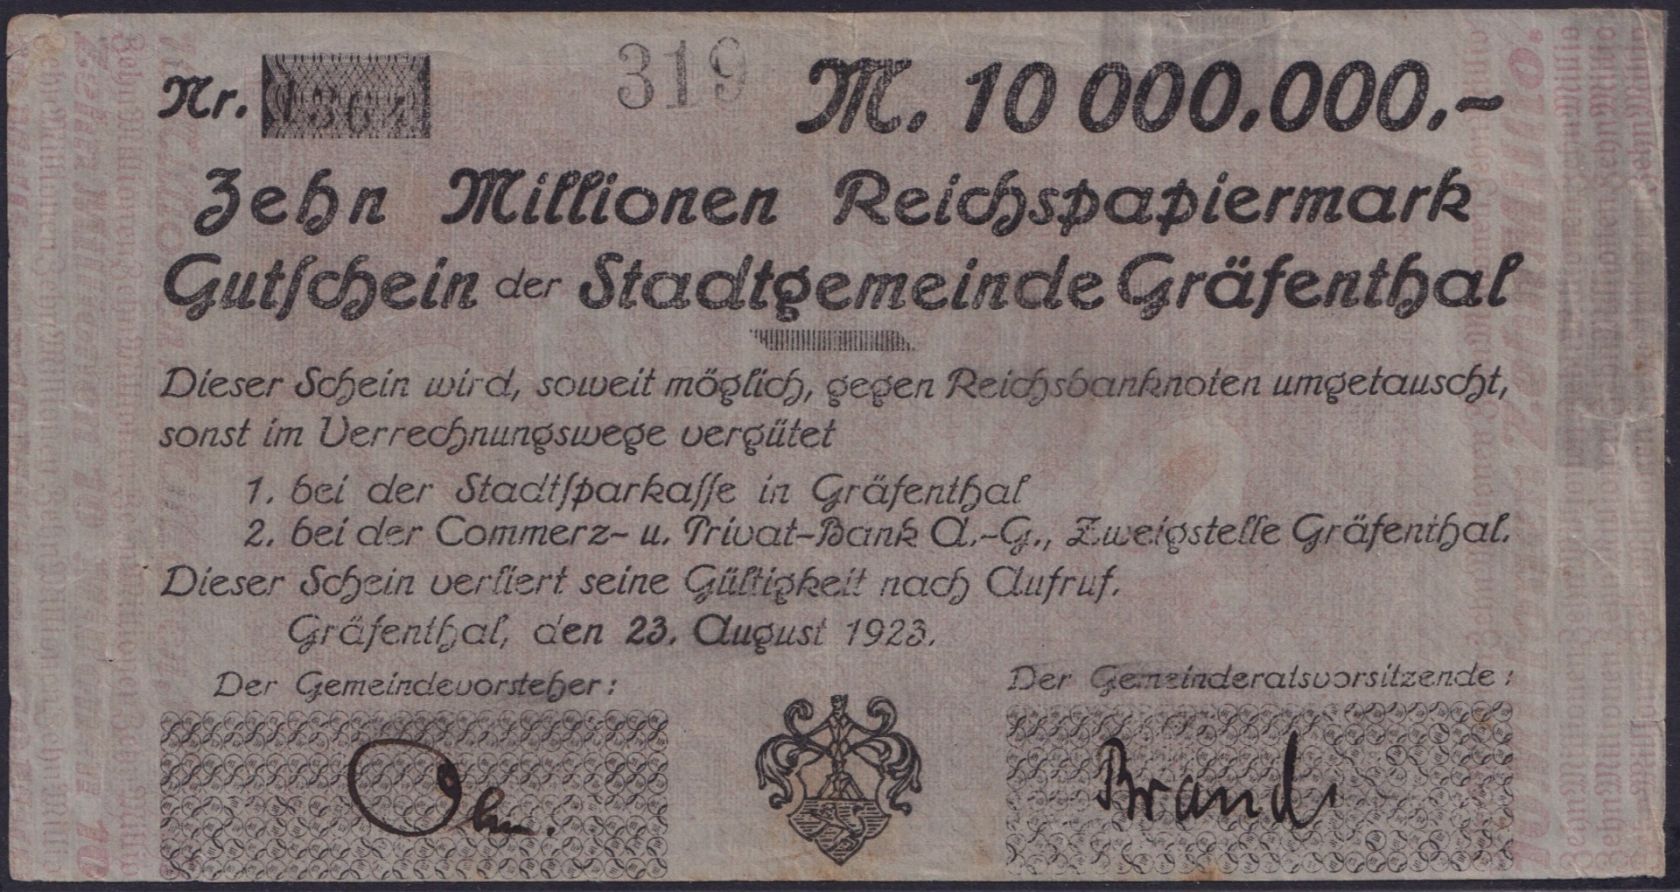 Nr. 319 M. 10 000.000.-
Zehn Millionen Reichspapiermark
Gutſchein der Stadtgemeinde Gräfenthal
Dieser Schein wird, soweit möglich, gegen Reichsbanknoten umgetauscht,
sonst im Verrechnungswege vergütet
1. bei der Stadtſparkaſſe in Gräfenthal
2. bei der Commerz- u. Privat-Bank A.-G., Zweigstelle Gräfenthal.
Dieser Schein verliert seine Gültigkeit nach Aufruf.
Gräfenthal, den 23. August 1923.
Der Gemeindevorsteher: Der Gemeinderatsvorsitzende:
Brandt